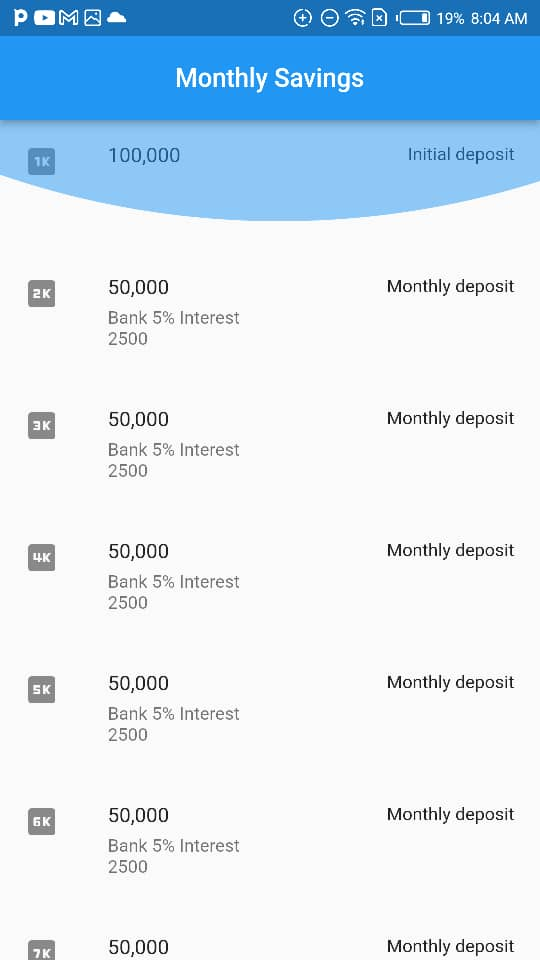 19% 8:04 AM
Monthly Savings
1K 100,000 Initial deposit
2K 50,000 Monthly deposit
Bank 5% Interest
2500
3K 50,000 Monthly deposit
Bank 5% Interest
2500
4K 50,000 Monthly deposit
Bank 5% Interest
2500
5K 50,000 Monthly deposit
Bank 5% Interest
2500
6K 50,000 Monthly deposit
Bank 5% Interest
2500
7K 50,000 Monthly deposit